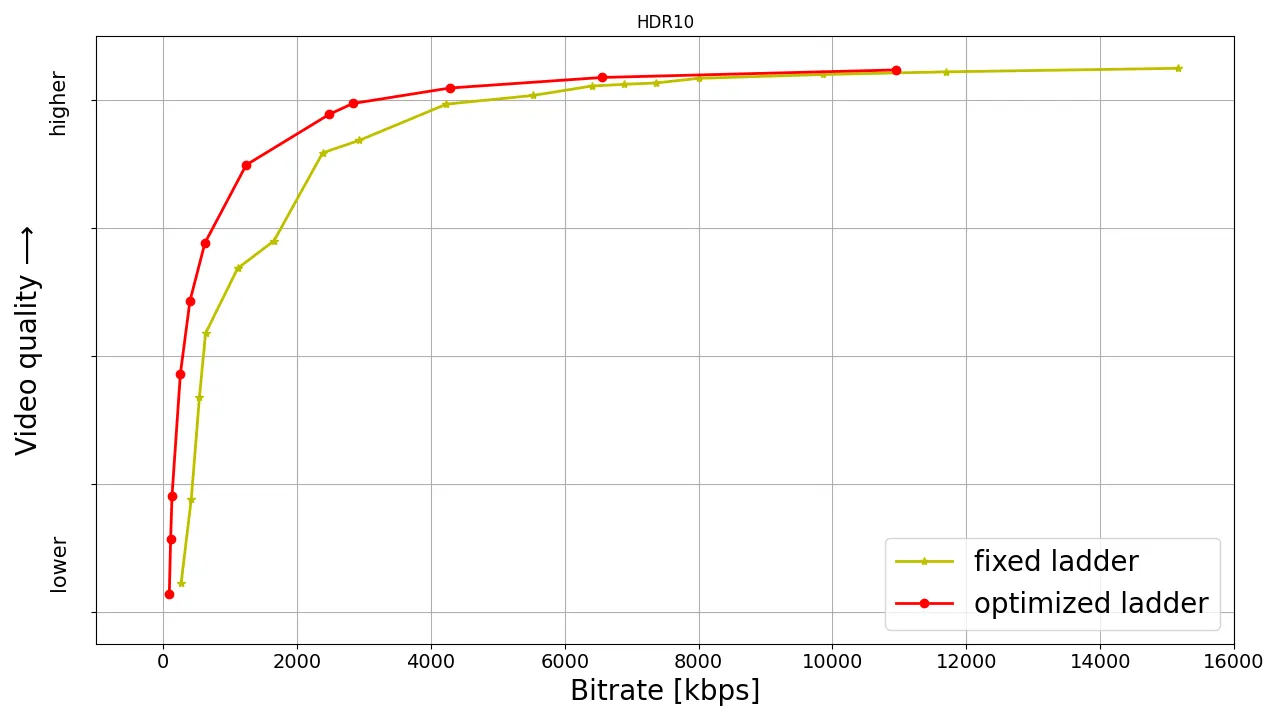 HDR10
higher
Video quality ⟶
lower
fixed ladder
optimized ladder
0 2000 4000 6000 8000 10000 12000 14000 16000
Bitrate [kbps]